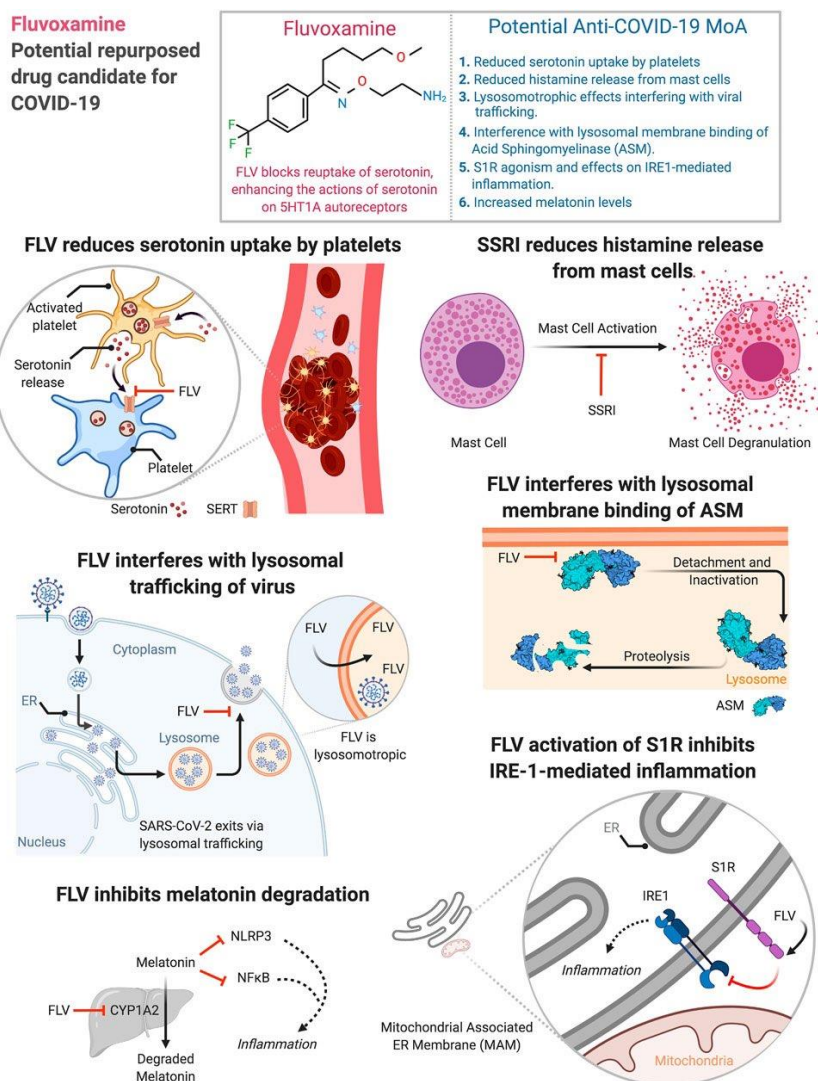 Fluvoxamine
Potential repurposed
drug candidate for
COVID-19
Fluvoxamine
O
N
O
NH2
F
F
F
FLV blocks reuptake of serotonin,
enhancing the actions of serotonin
on 5HT1A autoreceptors
Potential Anti-COVID-19 MoA
1. Reduced serotonin uptake by platelets
2. Reduced histamine release from mast cells
3. Lysosomotrophic effects interfering with viral
trafficking.
4. Interference with lysosomal membrane binding of
Acid Sphingomyelinase (ASM).
5. S1R agonism and effects on IRE1-mediated
inflammation.
6. Increased melatonin levels
FLV reduces serotonin uptake by platelets
Activated
platelet
Serotonin
release
FLV
Platelet
Serotonin
SERT
SSRI reduces histamine release
from mast cells
Mast Cell Activation
SSRI
Mast Cell
Mast Cell Degranulation
FLV interferes with lysosomal
trafficking of virus
Cytoplasm
ER
FLV
Lysosome
Nucleus
SARS-CoV-2 exits via
lysosomal trafficking
FLV
FLV
FLV
FLV is
lysosomotropic
FLV interferes with lysosomal
membrane binding of ASM
FLV
Detachment and
Inactivation
Proteolysis
Lysosome
ASM
FLV inhibits melatonin degradation
NLRP3
Melatonin
NFκB
FLV
CYP1A2
Inflammation
Degraded
Melatonin
FLV activation of S1R inhibits
IRE-1-mediated inflammation
ER
S1R
IRE1
FLV
Inflammation
Mitochondrial Associated
ER Membrane (MAM)
Mitochondria